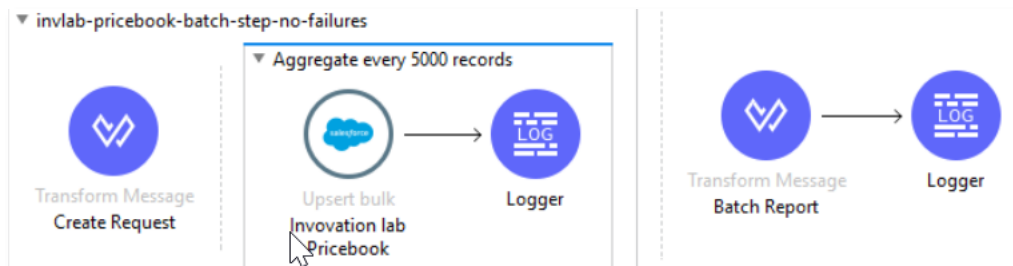 invlab-pricebook-batch-step-no-failures
Aggregate every 5000 records
salesforce
LOG
LOG
Transform Message
Create Request
Upsert bulk
Invovation lab
Pricebook
Logger
Transform Message
Batch Report
Logger